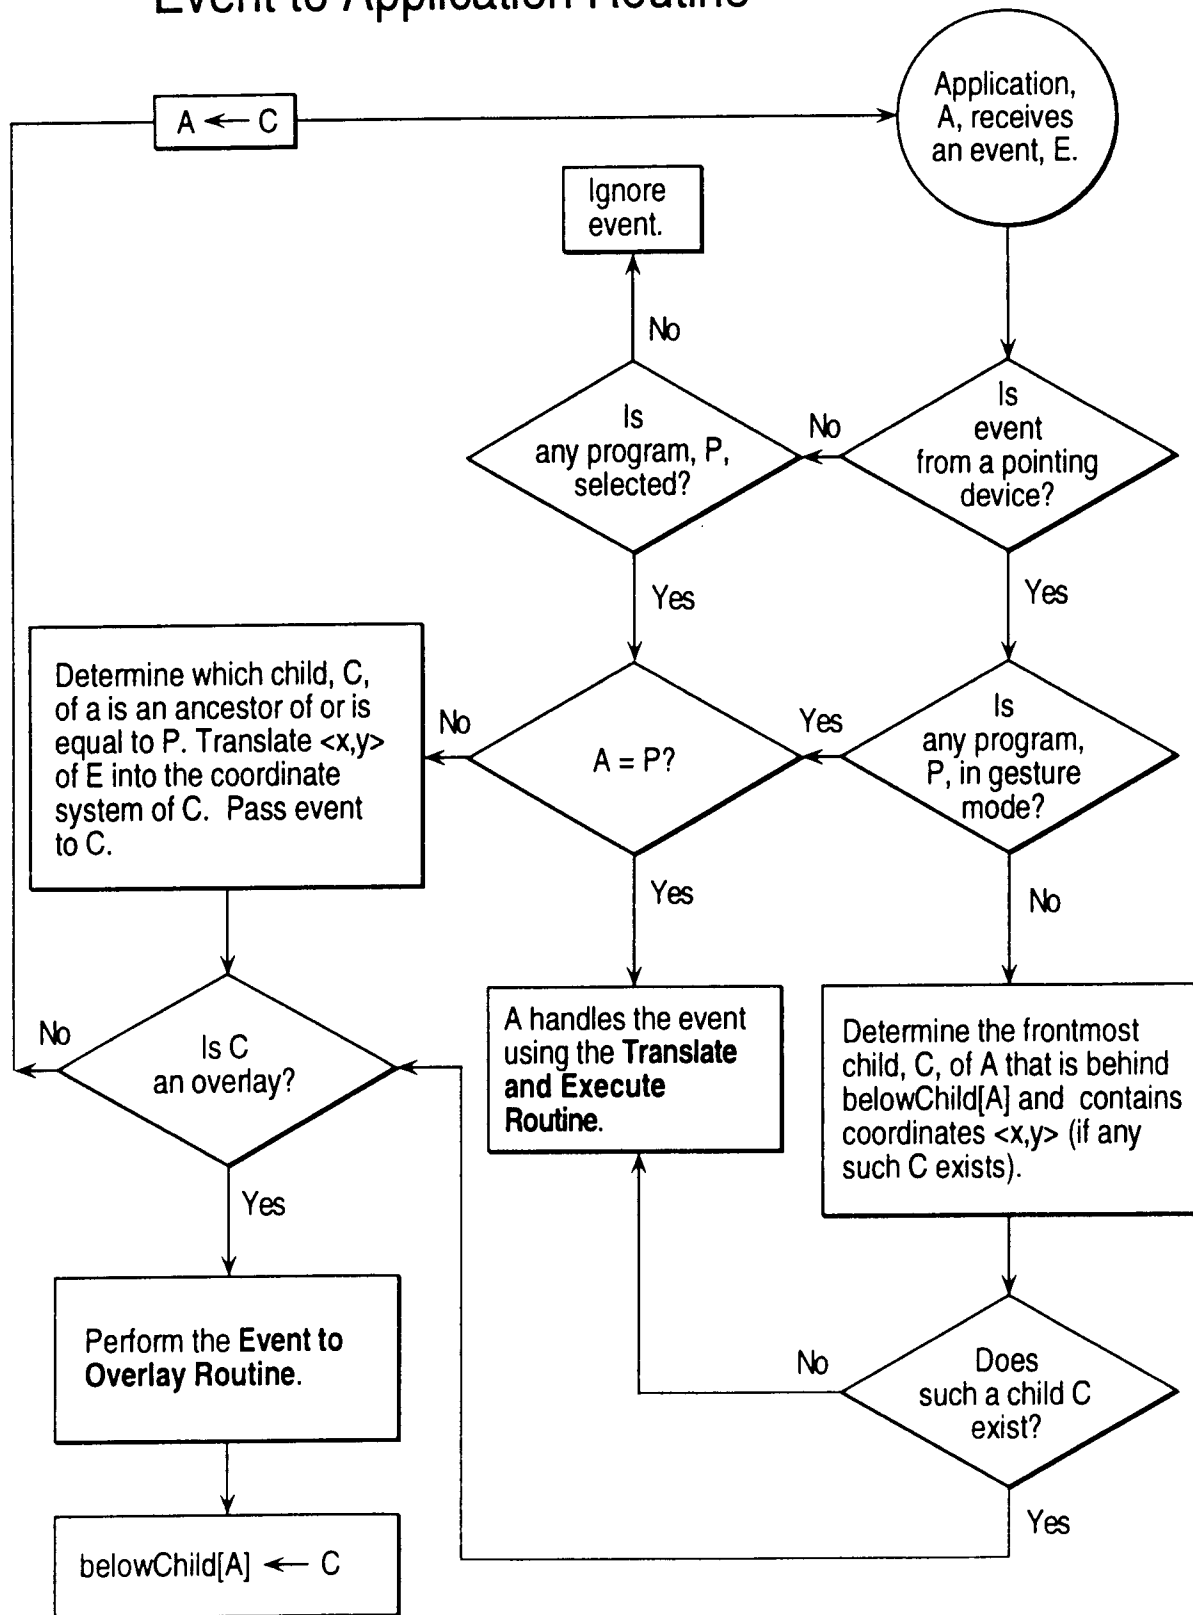 Event to Application Routine
A ← C
Application,
A, receives
an event, E.
Ignore
event.
No
Is
any program, P,
selected?
No
Is
event
from a pointing
device?
Yes
Yes
Determine which child, C,
of a is an ancestor of or is
equal to P. Translate <x,y>
of E into the coordinate
system of C. Pass event
to C.
No
A = P?
Yes
Is
any program,
P, in gesture
mode?
Yes
No
No
Is C
an overlay?
A handles the event
using the Translate
and Execute
Routine.
Determine the frontmost
child, C, of A that is behind
belowChild[A] and contains
coordinates <x,y> (if any
such C exists).
Yes
Perform the Event to
Overlay Routine.
No
Does
such a child C
exist?
Yes
belowChild[A] ← C